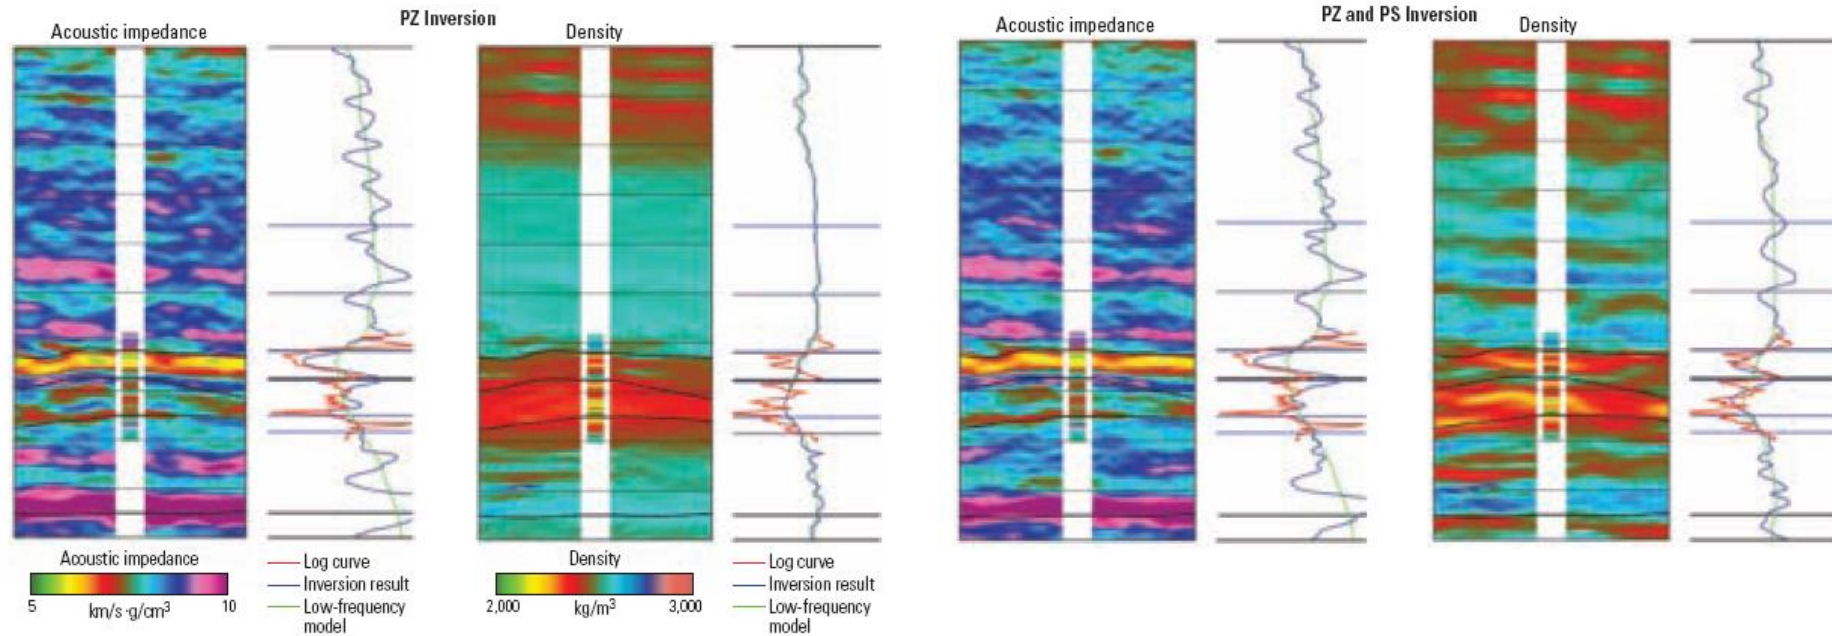 PZ Inversion
Acoustic impedance
Density
PZ and PS Inversion
Acoustic impedance
Density
Acoustic impedance
5
km/s ·g/cm³
10
Log curve
Inversion result
Low-frequency
model
Density
2,000
kg/m³
3,000
Log curve
Inversion result
Low-frequency
model